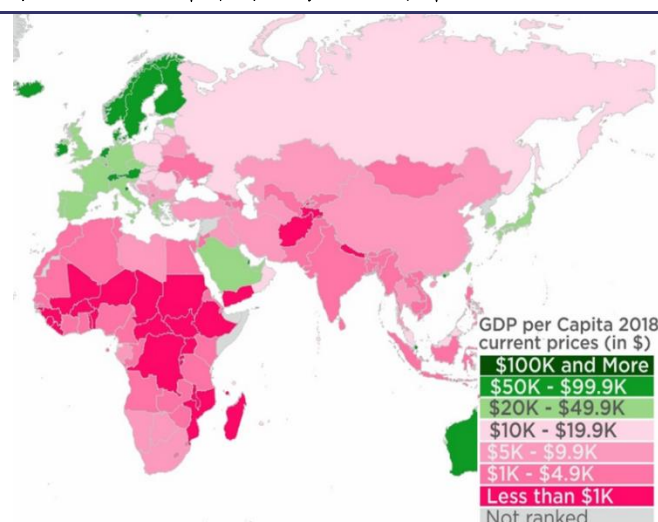 GDP per Capita 2018
current prices (in $)
$100K and More
$50K - $99.9K
$20K - $49.9K
$10K - $19.9K
$5K - $9.9K
$1K - $4.9K
Less than $1K
Not ranked